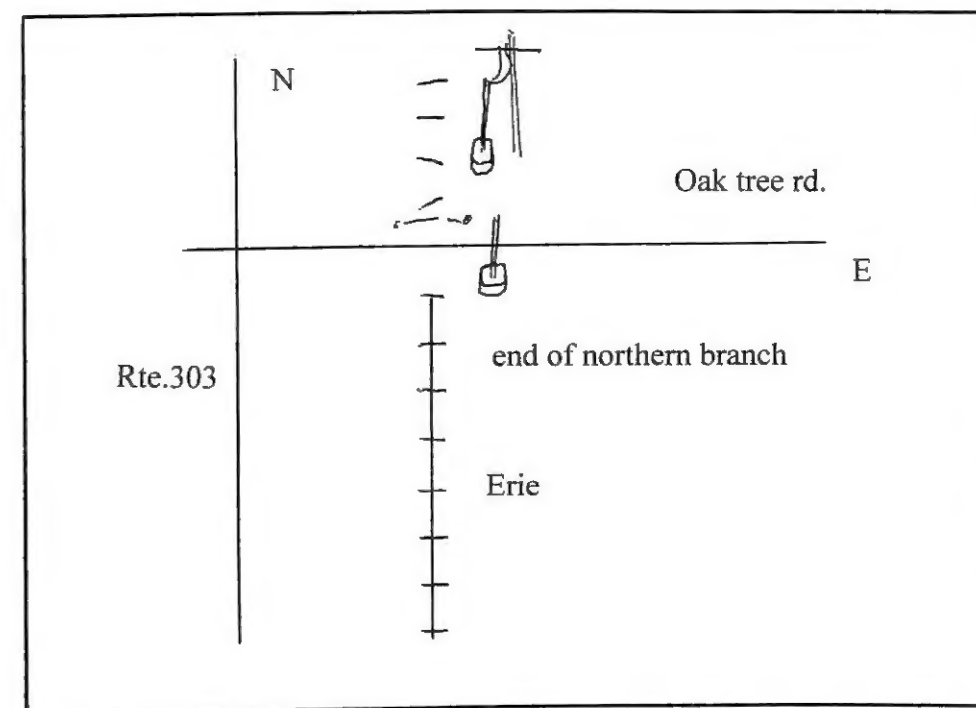 N
Oak tree rd.
E
end of northern branch
Rte.303
Erie